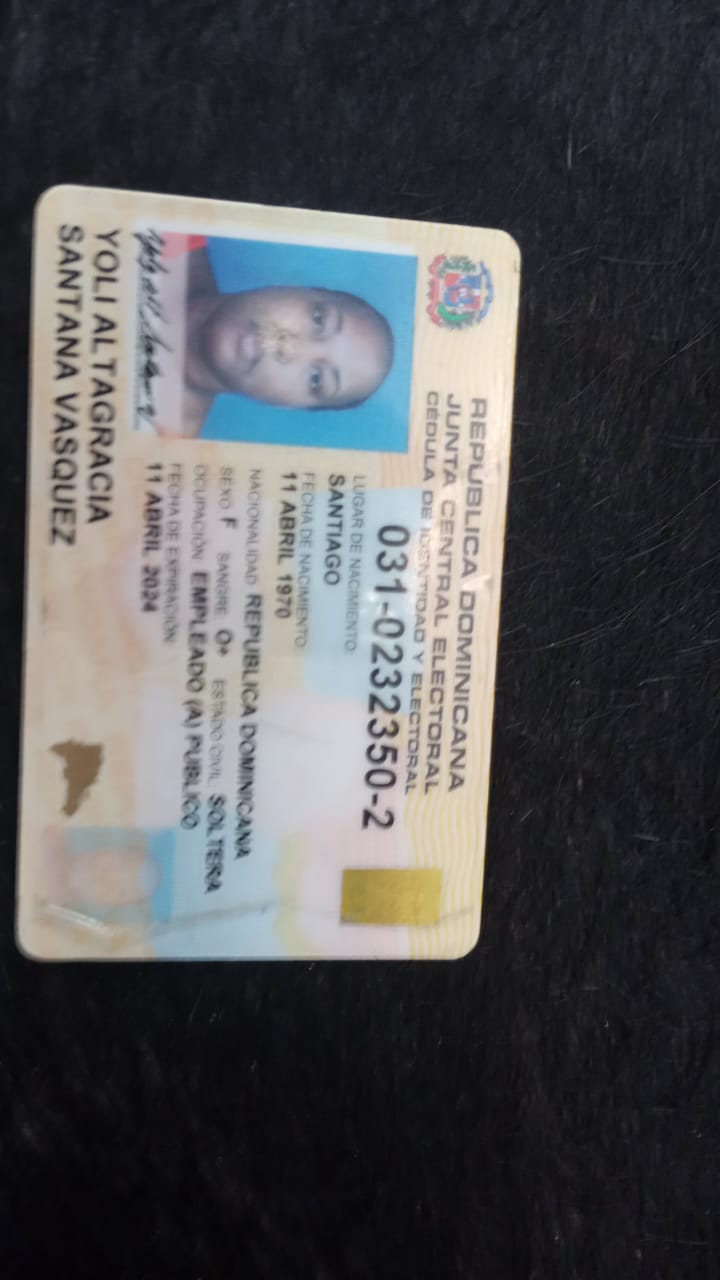 REPUBLICA DOMINICANA
JUNTA CENTRAL ELECTORAL
CÉDULA DE IDENTIDAD Y ELECTORAL
031-0232350-2
LUGAR DE NACIMIENTO:
SANTIAGO
FECHA DE NACIMIENTO:
11 ABRIL 1970
NACIONALIDAD: REPUBLICA DOMINICANA
SEXO: F SANGRE: O+ ESTADO CIVIL: SOLTERA
OCUPACIÓN: EMPLEADO (A) PUBLICO
FECHA DE EXPIRACIÓN:
11 ABRIL 2024
YOLI ALTAGRACIA
SANTANA VASQUEZ